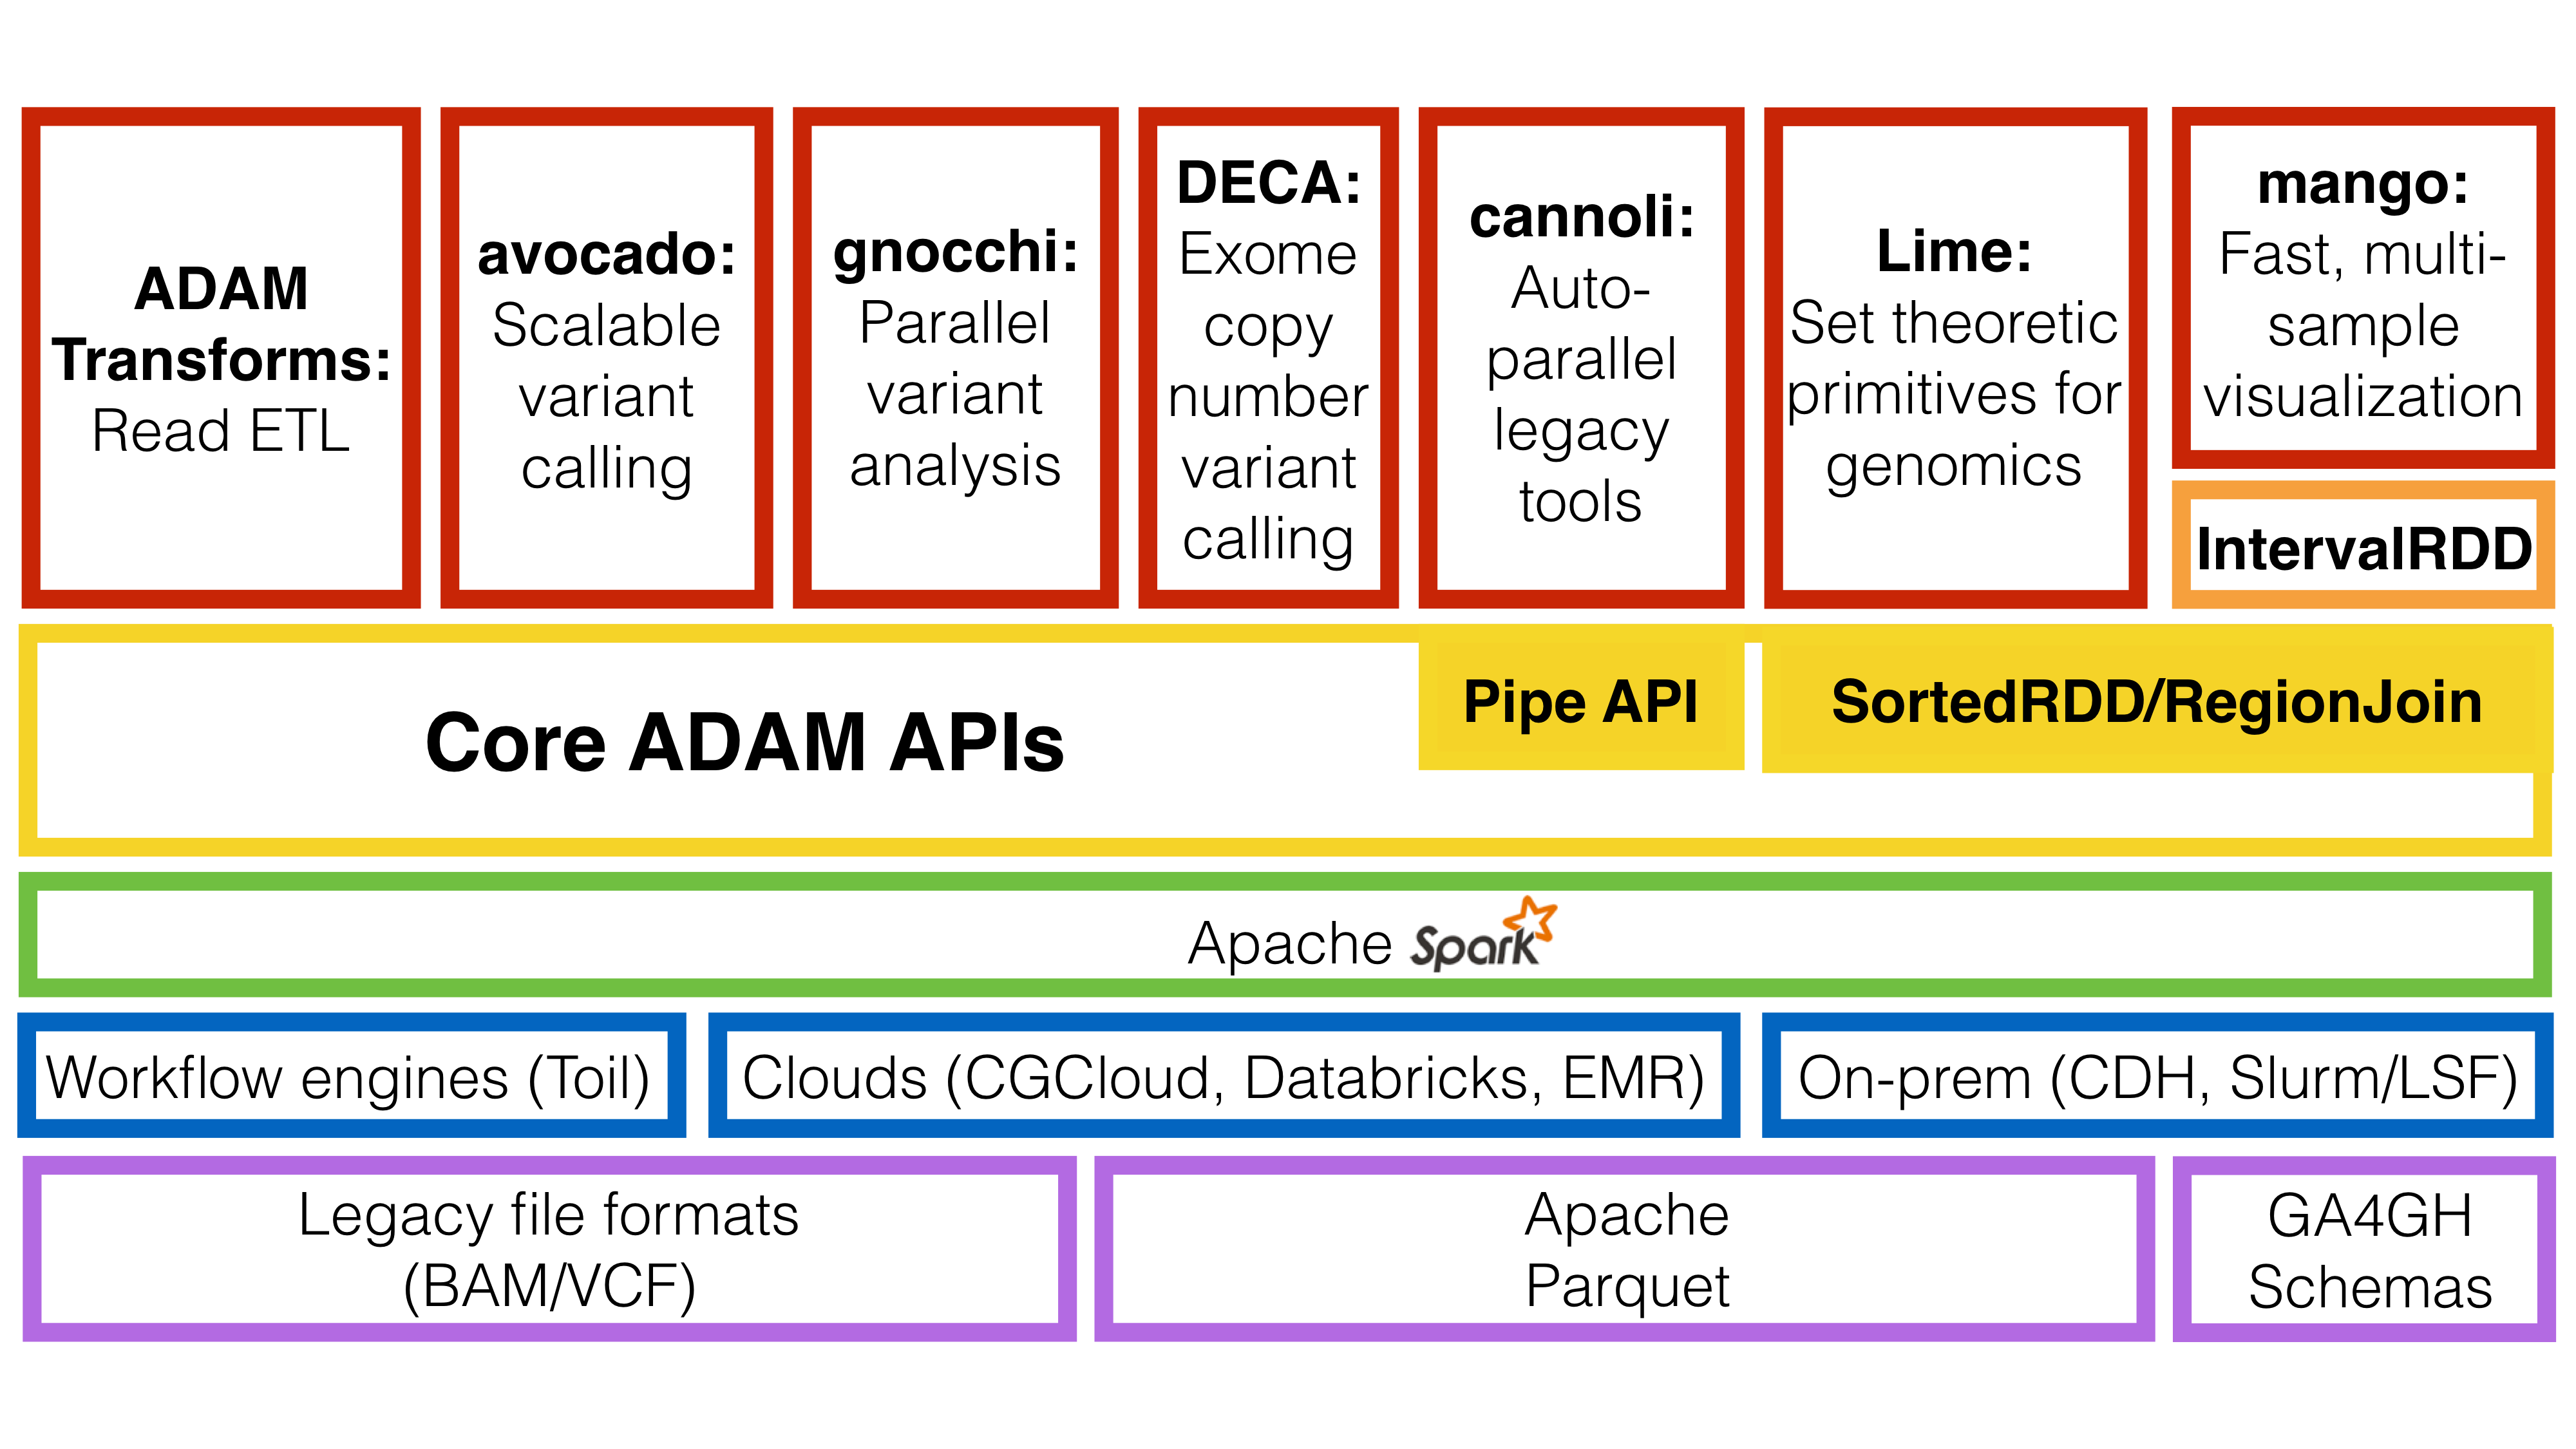 ADAM
Transforms:
Read ETL
avocado:
Scalable
variant
calling
gnocchi:
Parallel
variant
analysis
DECA:
Exome
copy
number
variant
calling
cannoli:
Auto-
parallel
legacy
tools
Lime:
Set theoretic
primitives for
genomics
mango:
Fast, multi-
sample
visualization
IntervalRDD
Core ADAM APIs
Pipe API
SortedRDD/RegionJoin
Apache Spark
Workflow engines (Toil)
Clouds (CGCloud, Databricks, EMR)
On-prem (CDH, Slurm/LSF)
Legacy file formats
(BAM/VCF)
Apache
Parquet
GA4GH
Schemas